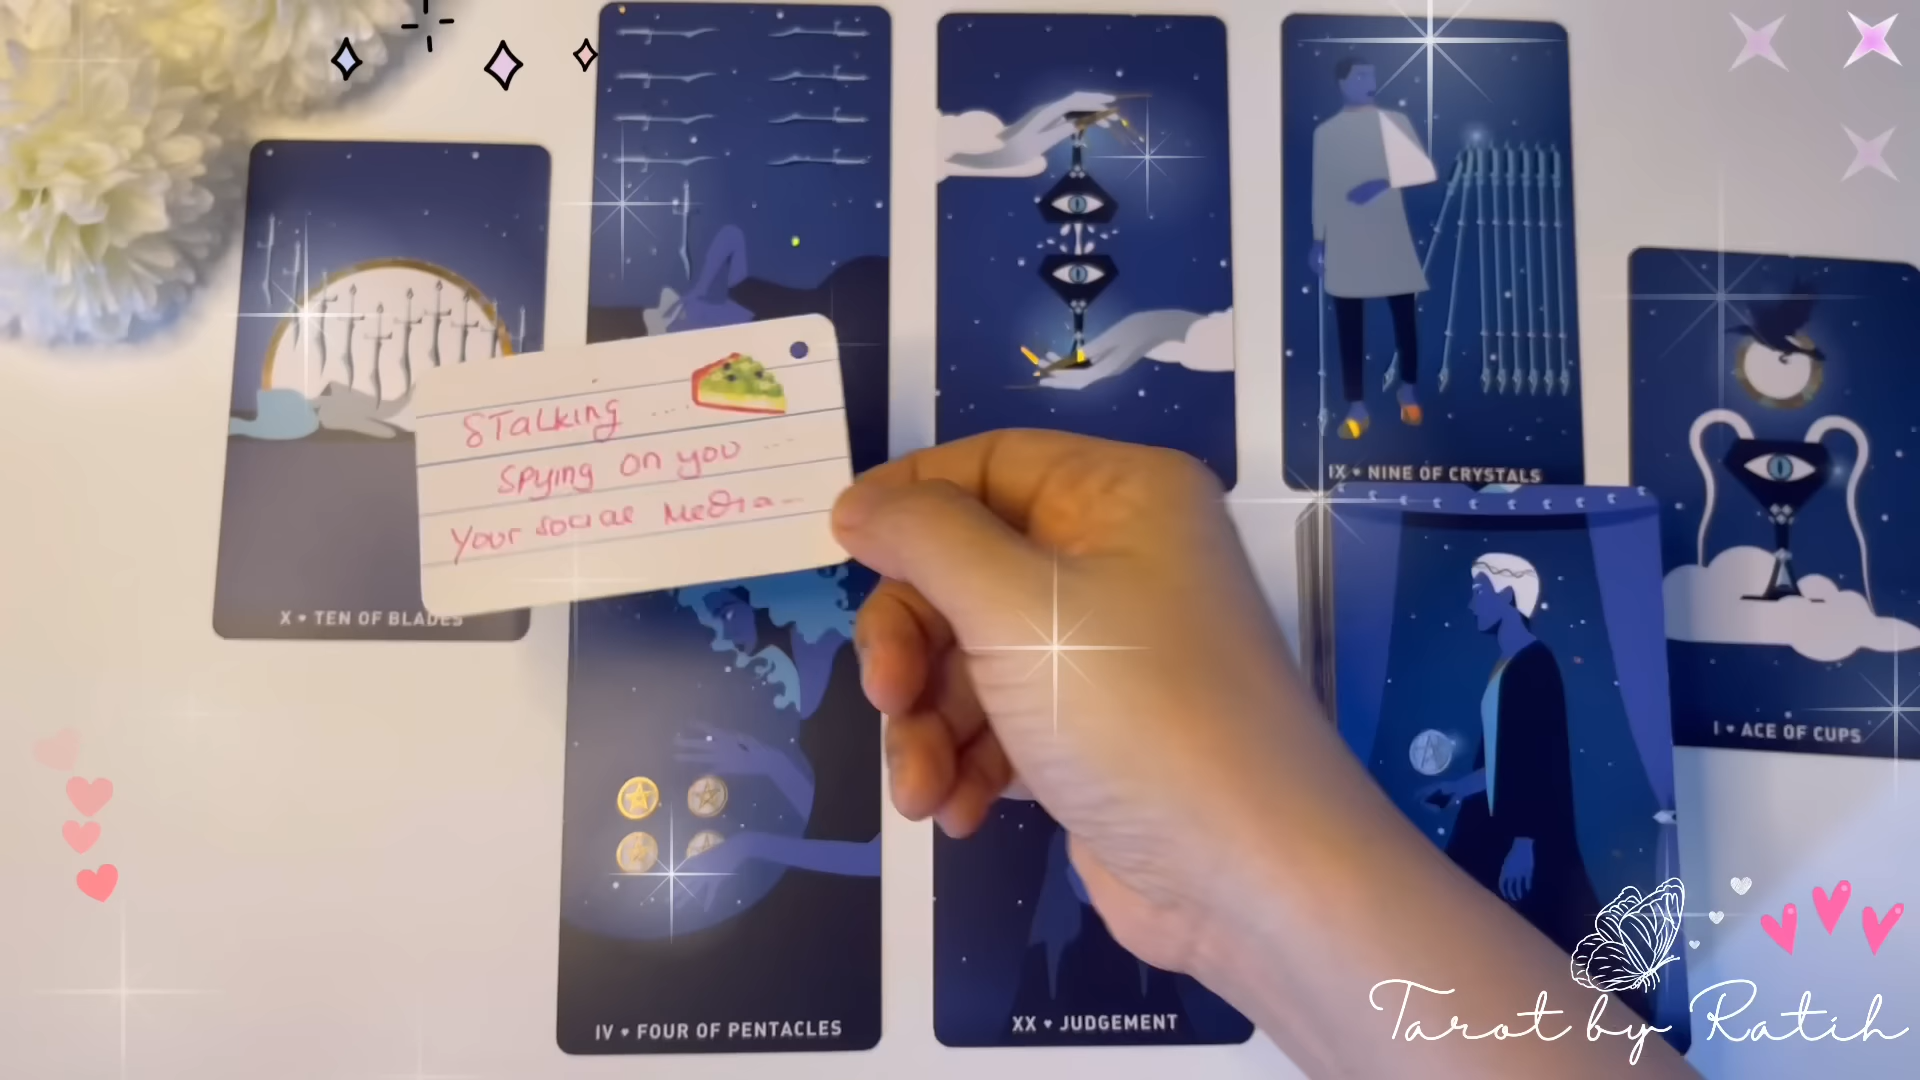 STALKING ....
SPYING ON YOU ...
YOUR SOCIAL MEDIA-
X • TEN OF BLADES
IX • NINE OF CRYSTALS
I • ACE OF CUPS
IV • FOUR OF PENTACLES
XX • JUDGEMENT
Tarot by Ratih